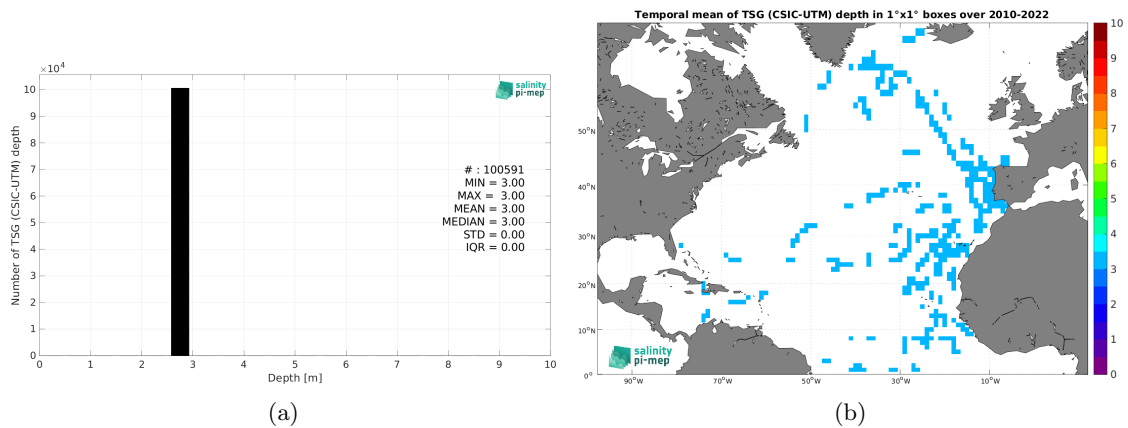 ×10⁴
10
9
8
7
6
5
4
3
2
1
0
Number of TSG (CSIC-UTM) depth
salinity
pi-mep
# : 100591
MIN = 3.00
MAX = 3.00
MEAN = 3.00
MEDIAN = 3.00
STD = 0.00
IQR = 0.00
0 1 2 3 4 5 6 7 8 9 10
Depth [m]
(a)
Temporal mean of TSG (CSIC-UTM) depth in 1°x1° boxes over 2010-2022
50°N
40°N
30°N
20°N
10°N
0°
salinity
pi-mep
90°W 70°W 50°W 30°W 10°W
10
9
8
7
6
5
4
3
2
1
0
(b)